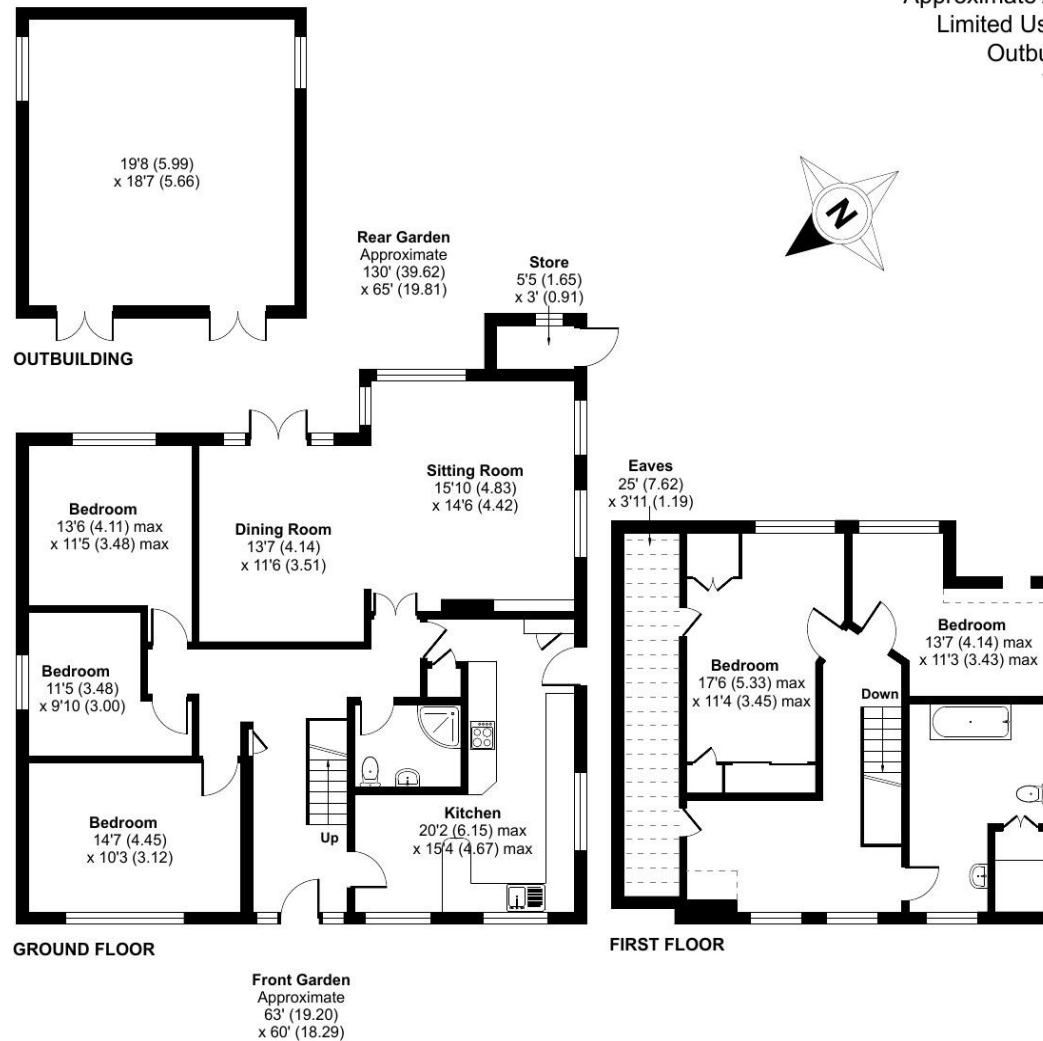 Approximate
Limited Us
Outbu
19'8 (5.99)
x 18'7 (5.66)
OUTBUILDING
Rear Garden
Approximate
130' (39.62)
x 65' (19.81)
Store
5'5 (1.65)
x 3' (0.91)
N
Bedroom
13'6 (4.11) max
x 11'5 (3.48) max
Dining Room
13'7 (4.14)
x 11'6 (3.51)
Sitting Room
15'10 (4.83)
x 14'6 (4.42)
Bedroom
11'5 (3.48)
x 9'10 (3.00)
Bedroom
14'7 (4.45)
x 10'3 (3.12)
Up
Kitchen
20'2 (6.15) max
x 15'4 (4.67) max
GROUND FLOOR
Front Garden
Approximate
63' (19.20)
x 60' (18.29)
Eaves
25' (7.62)
x 3'11 (1.19)
Bedroom
17'6 (5.33) max
x 11'4 (3.45) max
Bedroom
13'7 (4.14) max
x 11'3 (3.43) max
Down
FIRST FLOOR